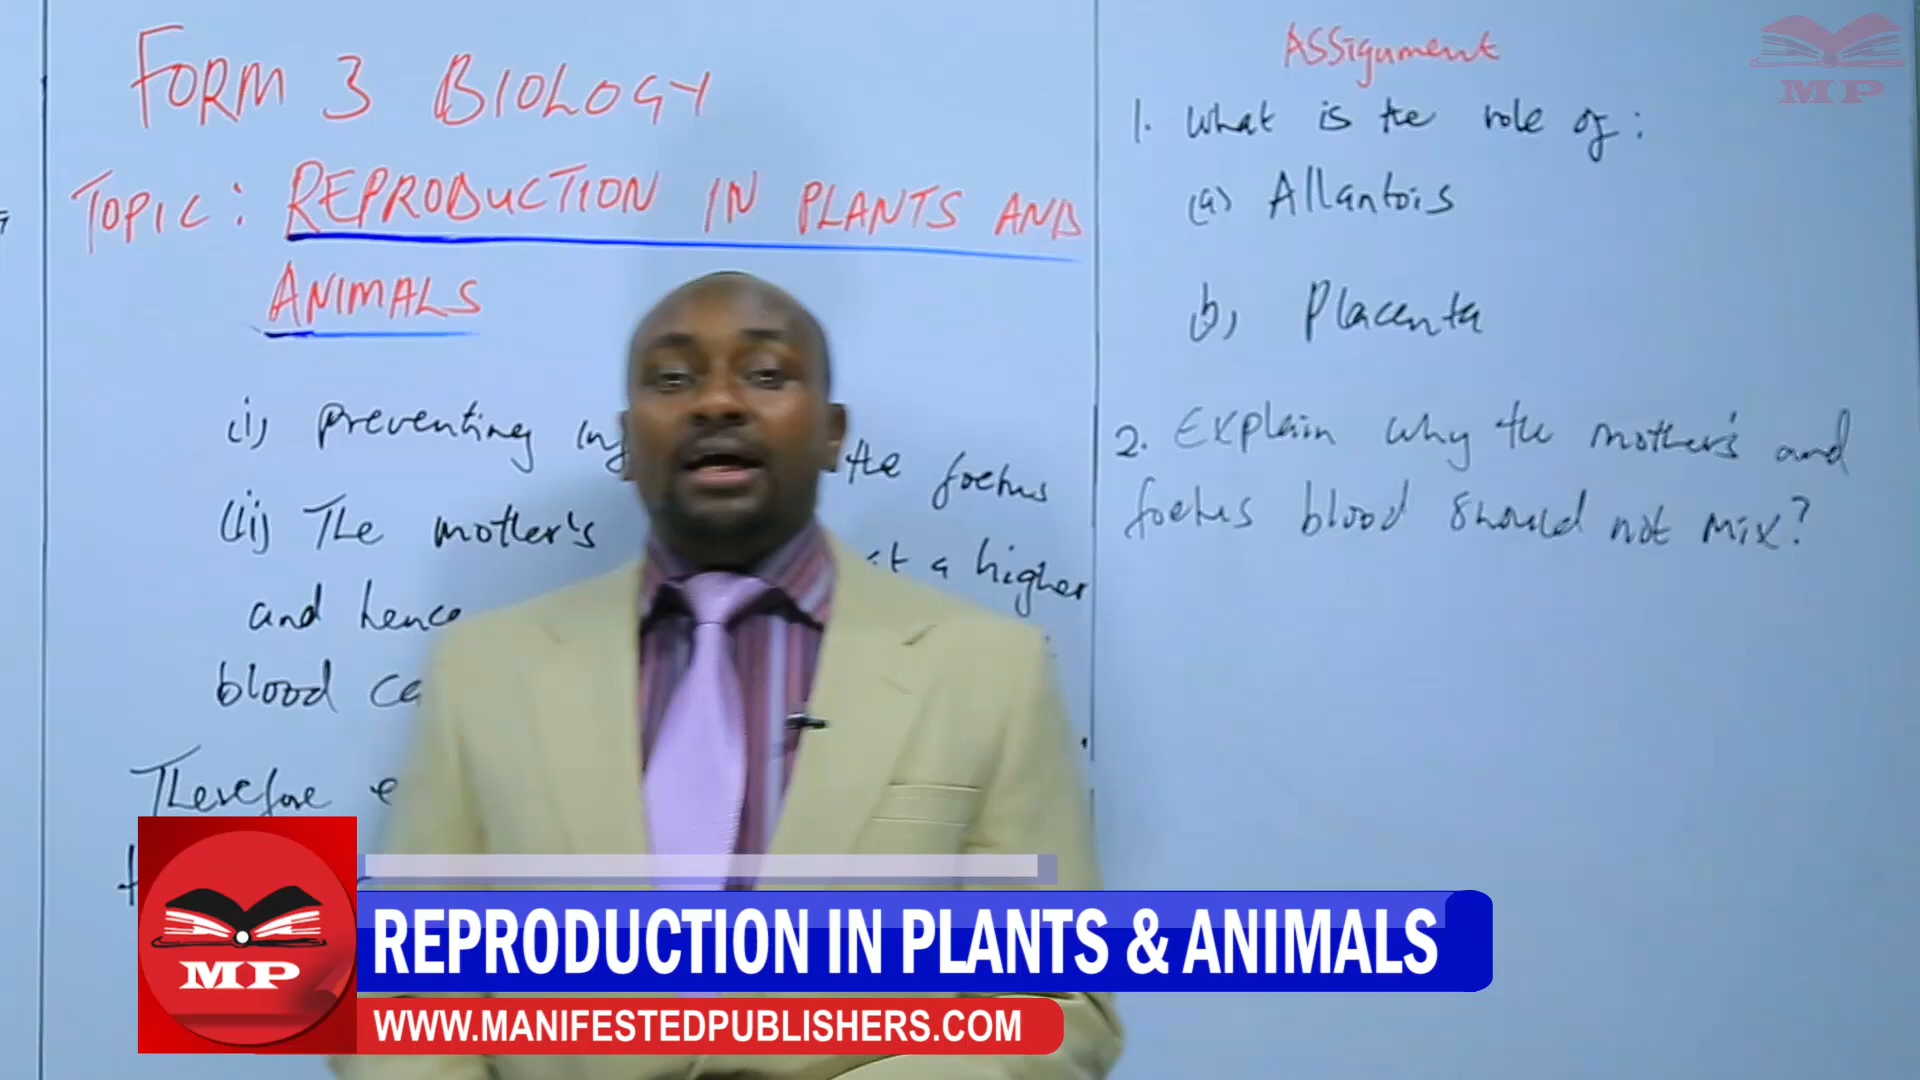 FORM 3 BIOLOGY
TOPIC: REPRODUCTION IN PLANTS AND
ANIMALS
(i) preventing the foetus
(ii) The mother's at a higher
and hence
blood
Therefore
Assignment
1. What is the role of:
(a) Allantois
b) Placenta
2. Explain why the mother's and
foetus blood should not mix?
MP
MP
REPRODUCTION IN PLANTS & ANIMALS
WWW.MANIFESTEDPUBLISHERS.COM